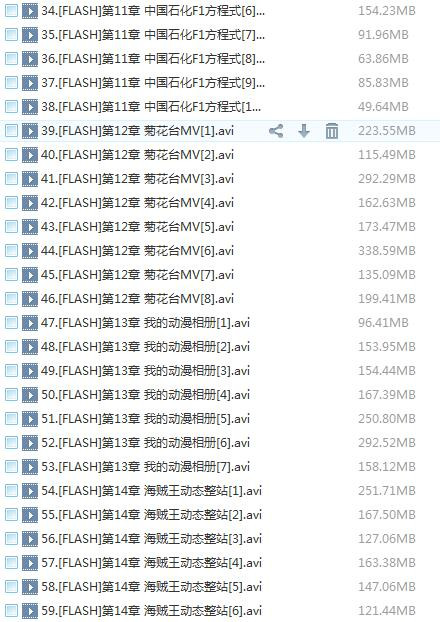 34.[FLASH]第11章 中国石化F1方程式[6]... 154.23MB
35.[FLASH]第11章 中国石化F1方程式[7]... 91.96MB
36.[FLASH]第11章 中国石化F1方程式[8]... 63.86MB
37.[FLASH]第11章 中国石化F1方程式[9]... 85.83MB
38.[FLASH]第11章 中国石化F1方程式[1... 49.64MB
39.[FLASH]第12章 菊花台MV[1].avi 223.55MB
40.[FLASH]第12章 菊花台MV[2].avi 115.49MB
41.[FLASH]第12章 菊花台MV[3].avi 292.29MB
42.[FLASH]第12章 菊花台MV[4].avi 162.63MB
43.[FLASH]第12章 菊花台MV[5].avi 173.47MB
44.[FLASH]第12章 菊花台MV[6].avi 338.59MB
45.[FLASH]第12章 菊花台MV[7].avi 135.09MB
46.[FLASH]第12章 菊花台MV[8].avi 199.41MB
47.[FLASH]第13章 我的动漫相册[1].avi 96.41MB
48.[FLASH]第13章 我的动漫相册[2].avi 153.95MB
49.[FLASH]第13章 我的动漫相册[3].avi 154.44MB
50.[FLASH]第13章 我的动漫相册[4].avi 167.39MB
51.[FLASH]第13章 我的动漫相册[5].avi 250.80MB
52.[FLASH]第13章 我的动漫相册[6].avi 292.52MB
53.[FLASH]第13章 我的动漫相册[7].avi 158.12MB
54.[FLASH]第14章 海贼王动态整站[1].avi 251.71MB
55.[FLASH]第14章 海贼王动态整站[2].avi 167.50MB
56.[FLASH]第14章 海贼王动态整站[3].avi 127.06MB
57.[FLASH]第14章 海贼王动态整站[4].avi 163.38MB
58.[FLASH]第14章 海贼王动态整站[5].avi 147.06MB
59.[FLASH]第14章 海贼王动态整站[6].avi 121.44MB